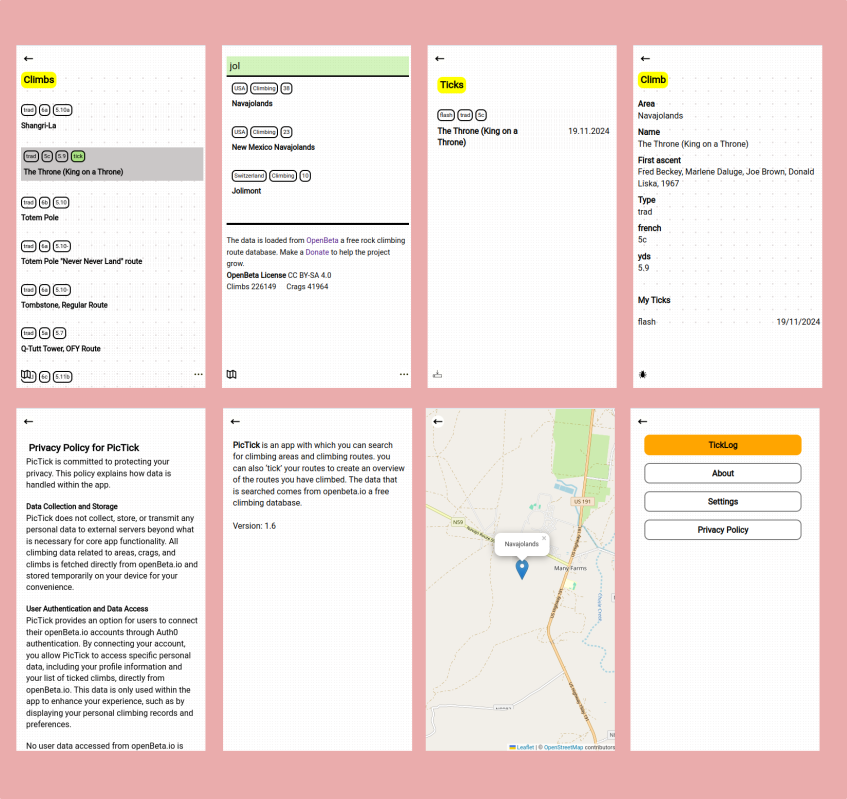 ←
Climbs
trad 6a 5.10a
Shangri-La
trad 5c 5.9 tick
The Throne (King on a Throne)
trad 6b 5.10
Totem Pole
trad 6a 5.10-
Totem Pole "Never Never Land" route
trad 6a 5.10-
Tombstone, Regular Route
trad 5a 5.7
Q-Tutt Tower, OFY Route
6c 5.11b
...
jol
USA Climbing 38
Navajolands
USA Climbing 23
New Mexico Navajolands
Switzerland Climbing 10
Jolimont
The data is loaded from OpenBeta a free rock climbing
route database. Make a Donate to help the project
grow.
OpenBeta License CC BY-SA 4.0
Climbs 226149 Crags 41964
...
←
Ticks
flash trad 5c
The Throne (King on a
Throne)
19.11.2024
←
Climb
Area
Navajolands
Name
The Throne (King on a Throne)
First ascent
Fred Beckey, Marlene Daluge, Joe Brown, Donald
Liska, 1967
Type
trad
french
5c
yds
5.9
My Ticks
flash 19/11/2024
←
Privacy Policy for PicTick
PicTick is committed to protecting your
privacy. This policy explains how data is
handled within the app.
Data Collection and Storage
PicTick does not collect, store, or transmit any
personal data to external servers beyond what
is necessary for core app functionality. All
climbing data related to areas, crags, and
climbs is fetched directly from openBeta.io and
stored temporarily on your device for your
convenience.
User Authentication and Data Access
PicTick provides an option for users to connect
their openBeta.io accounts through Auth0
authentication. By connecting your account,
you allow PicTick to access specific personal
data, including your profile information and
your list of ticked climbs, directly from
openBeta.io. This data is only used within the
app to enhance your experience, such as by
displaying your personal climbing records and
preferences.
No user data accessed from openBeta.io is
←
PicTick is an app with which you can search
for climbing areas and climbing routes. you
can also 'tick' your routes to create an overview
of the routes you have climbed. The data that
is searched comes from openbeta.io a free
climbing database.
Version: 1.6
←
US 191
N59
Navajo Route
Navajolands
×
Many Farms
US Highway 191
US Highway 191
US Highway 191
Leaflet | © OpenStreetMap contributors
←
TickLog
About
Settings
Privacy Policy